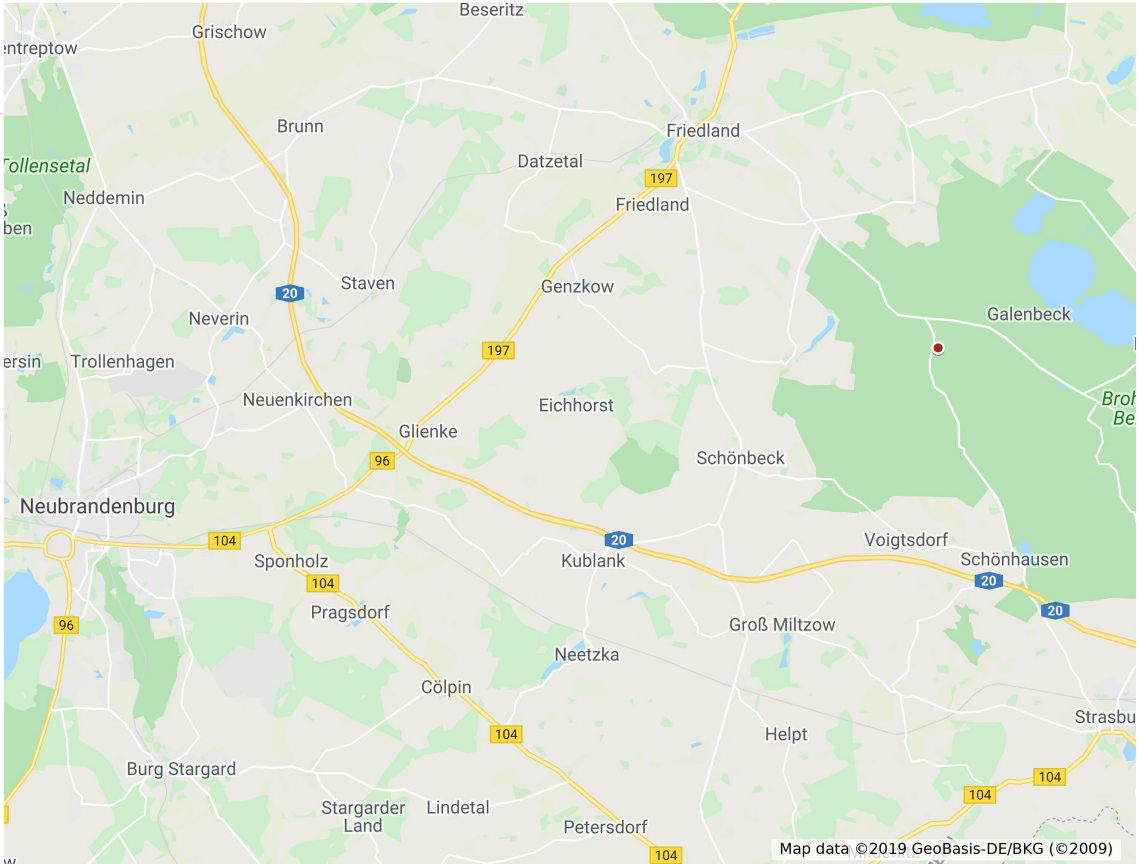 Beseritz
Grischow
entreptow
Brunn
Friedland
Datzetal
Tollensetal
197
Neddemin
Friedland
ben
Staven
Genzkow
20
Galenbeck
Neverin
197
ersin
Trollenhagen
Neuenkirchen
Eichhorst
Broh
Be
Glienke
96
Schönbeck
Neubrandenburg
104
20
Voigtsdorf
Sponholz
Kublank
Schönhausen
104
20
20
Pragsdorf
96
Groß Miltzow
Neetzka
Cölpin
Strasbu
104
Helpt
Burg Stargard
104
104
Stargarder
Land
Lindetal
Petersdorf
104
Map data ©2019 GeoBasis-DE/BKG (©2009)